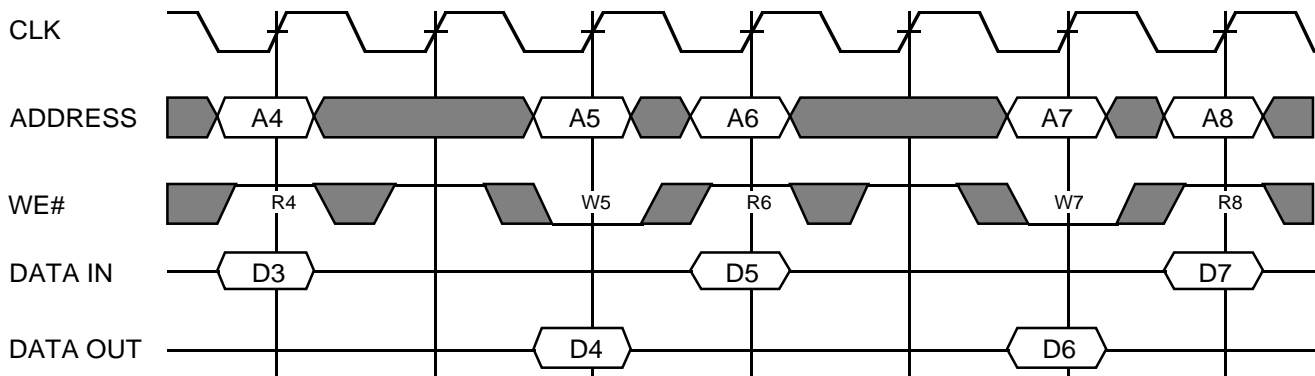 CLK
ADDRESS A4 A5 A6 A7 A8
WE# R4 W5 R6 W7 R8
DATA IN D3 D5 D7
DATA OUT D4 D6